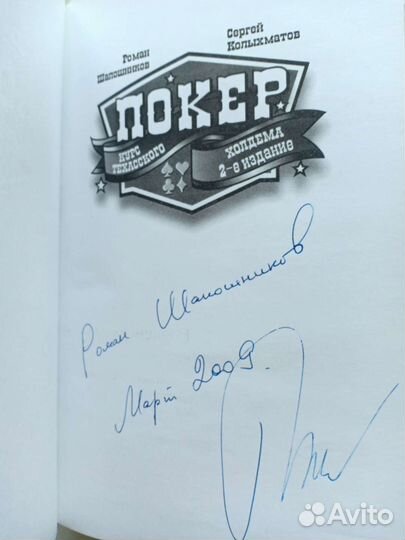 Роман
Шапошников
Сергей
Колыхматов
ПОКЕР
КУРС
ТЕХАССКОГО
ХОЛДЕМА
2-е издание
Роман Шапошников
Март 2009.
Avito